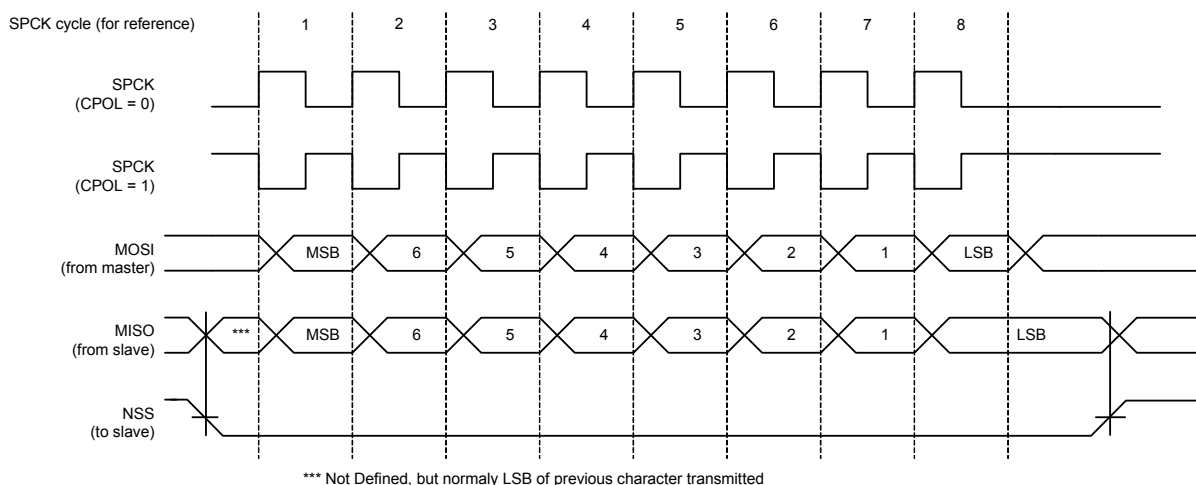 SPCK cycle (for reference) 1 2 3 4 5 6 7 8
SPCK
(CPOL = 0)
SPCK
(CPOL = 1)
MOSI
(from master)
MSB 6 5 4 3 2 1 LSB
MISO
(from slave)
*** MSB 6 5 4 3 2 1 LSB
NSS
(to slave)
*** Not Defined, but normaly LSB of previous character transmitted